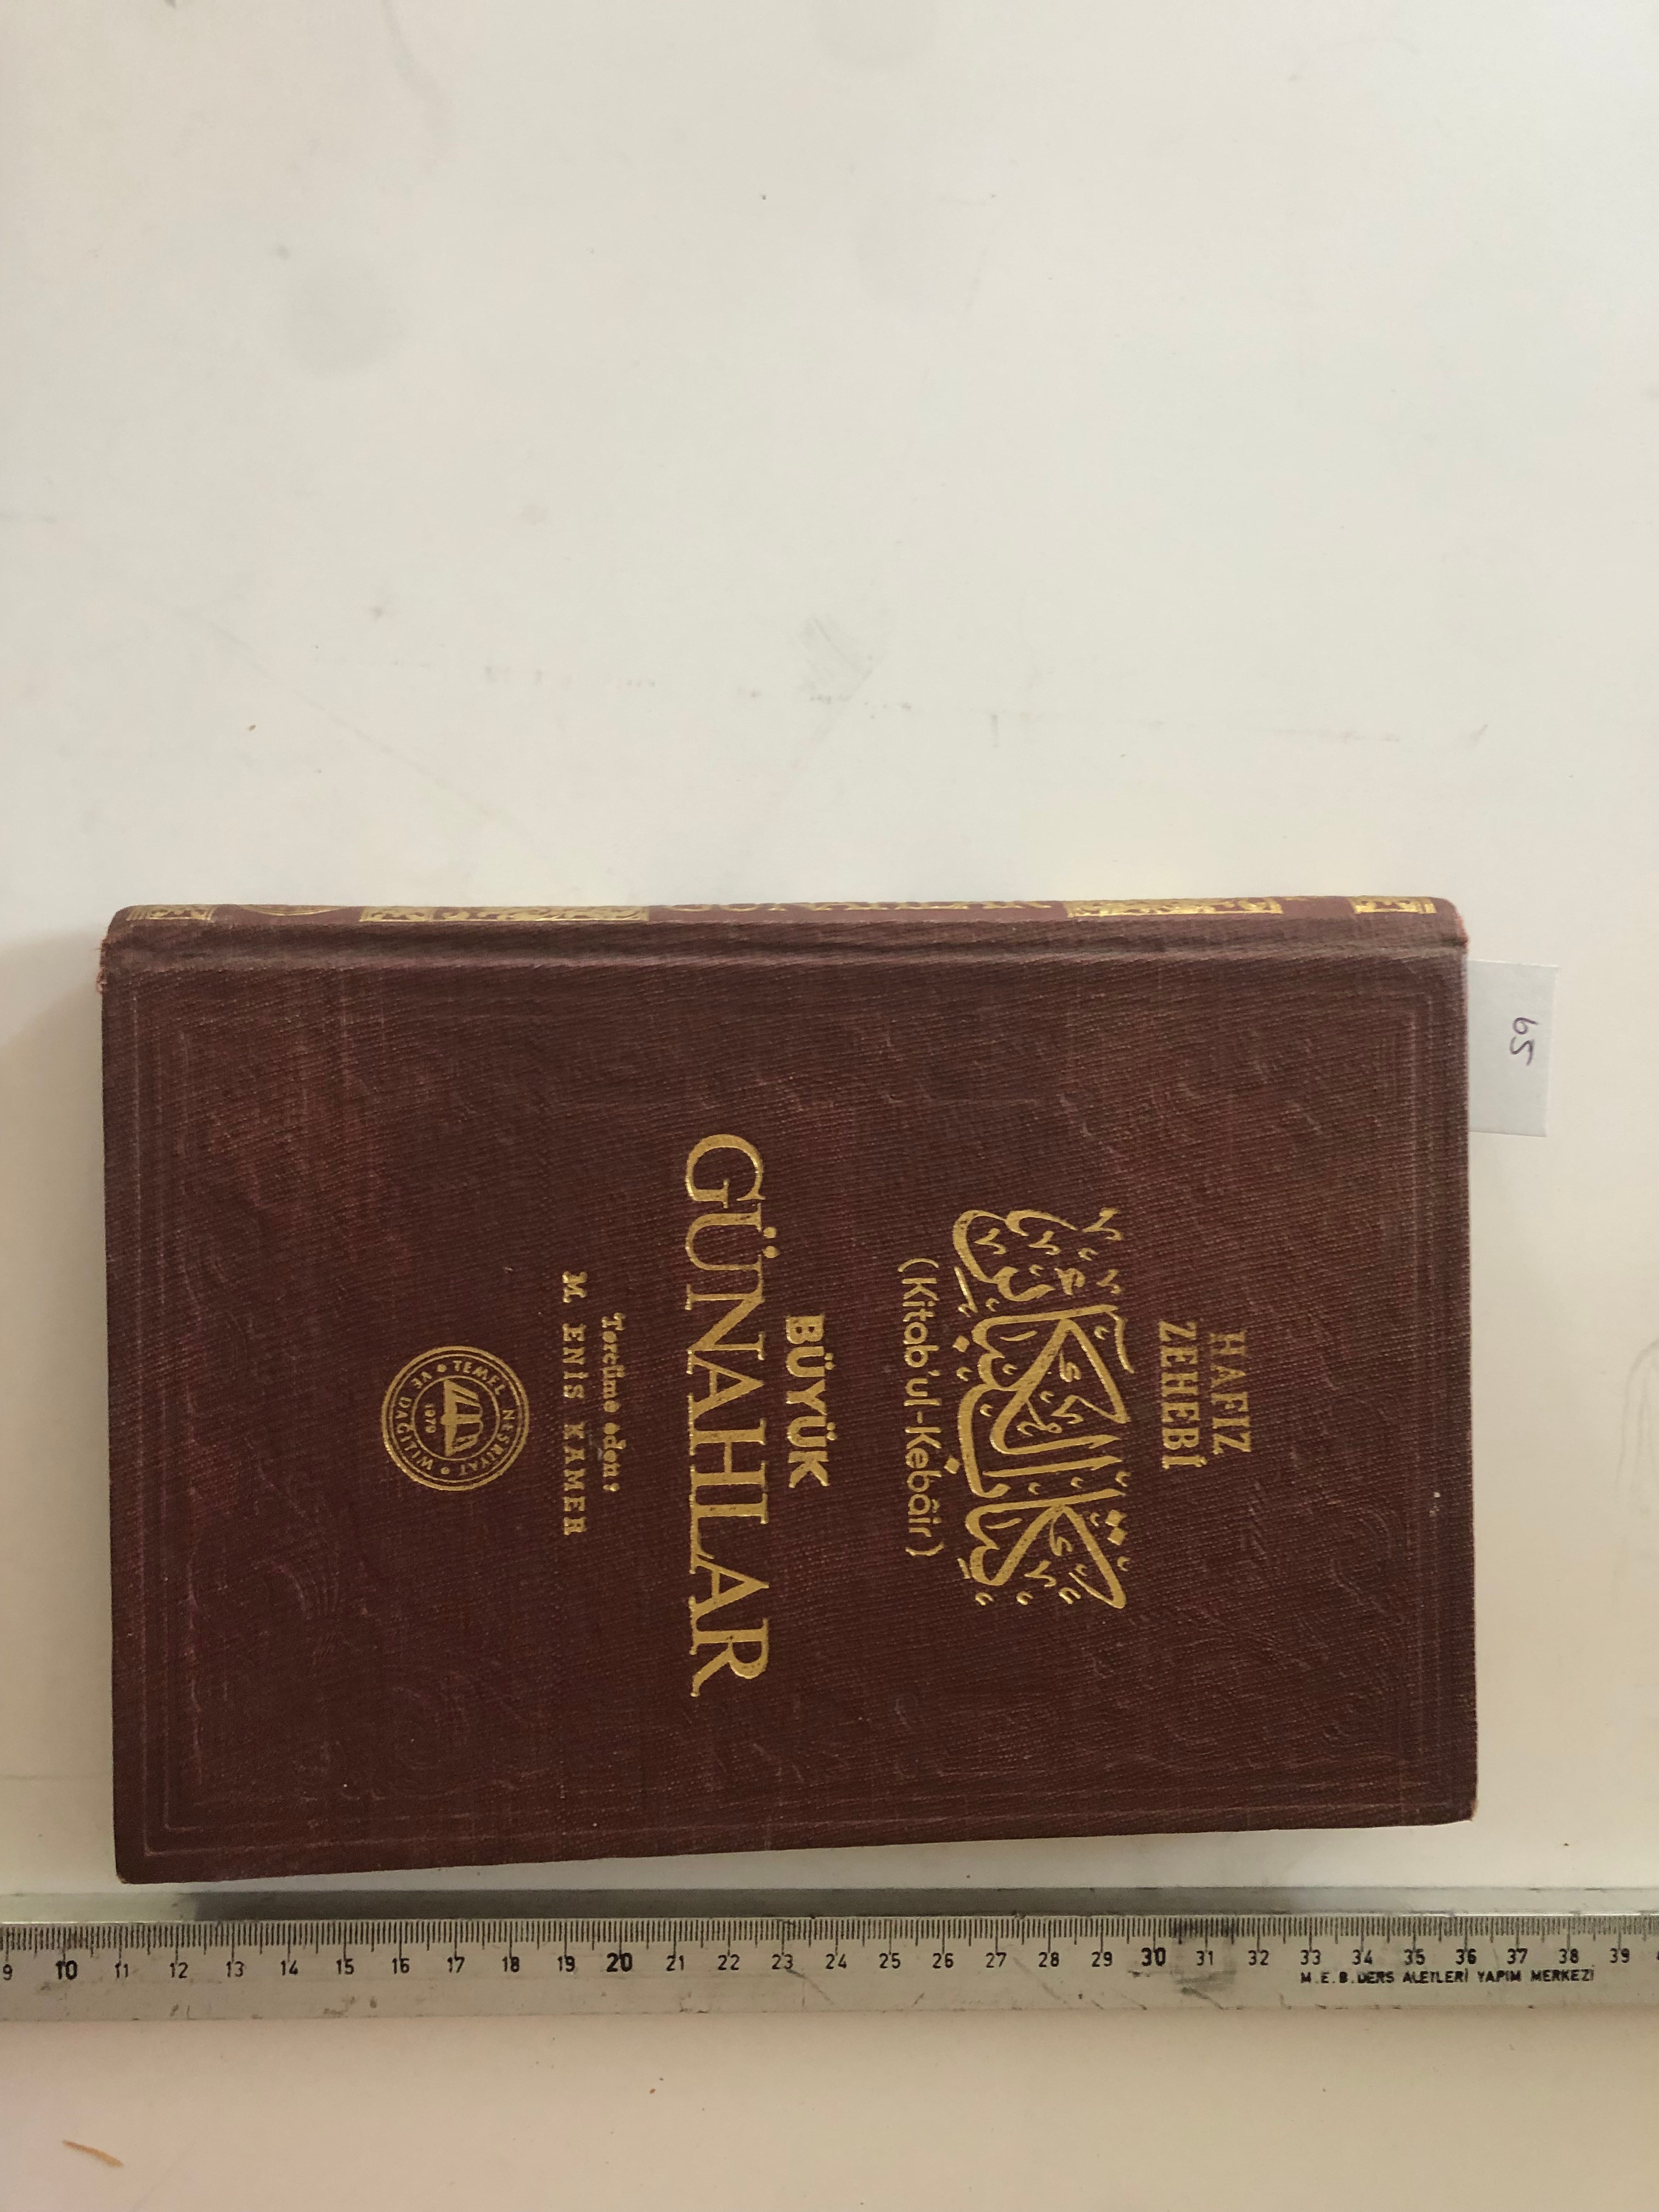 HAFIZ
ZEHEBÎ
كتاب الكبائر
(Kitab'ul-Kebâir)
BÜYÜK
GÜNAHLAR
Tercüme eden:
M. ENİS KAMER
TEMEL NEŞRİYAT • VE DAĞITIM •
1970
65
9 10 11 12 13 14 15 16 17 18 19 20 21 22 23 24 25 26 27 28 29 30 31 32 33 34 35 36 37 38 39
M.E.B. DERS ALETLERİ YAPIM MERKEZİ